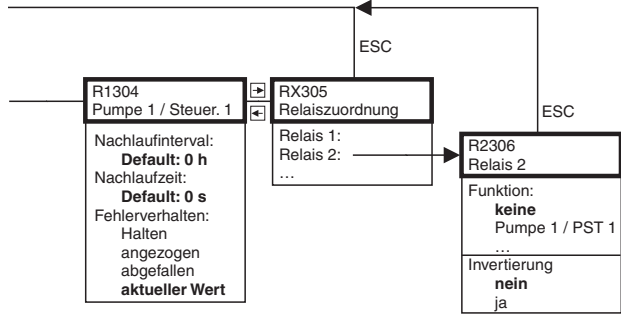 ESC
ESC
R1304
Pumpe 1 / Steuer. 1
Nachlaufinterval:
Default: 0 h
Nachlaufzeit:
Default: 0 s
Fehlerverhalten:
Halten
angezogen
abgefallen
aktueller Wert
RX305
Relaiszuordnung
Relais 1:
Relais 2:
...
R2306
Relais 2
Funktion:
keine
Pumpe 1 / PST 1
...
Invertierung
nein
ja